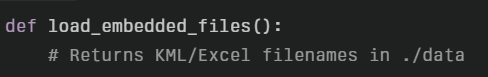 def load_embedded_files():
    # Returns KML/Excel filenames in ./data